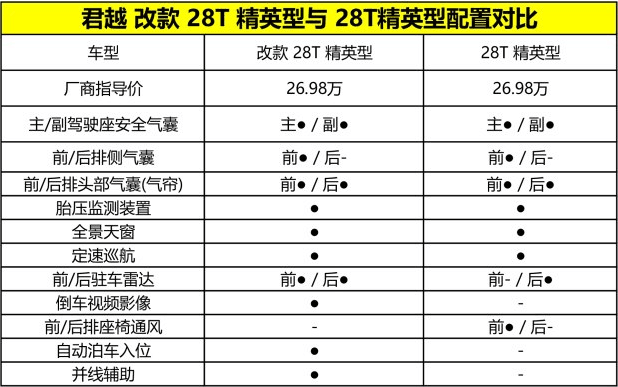 君越 改款 28T 精英型与 28T精英型配置对比
车型 改款 28T 精英型 28T 精英型
厂商指导价 26.98万 26.98万
主/副驾驶座安全气囊 主● / 副● 主● / 副●
前/后排侧气囊 前● / 后- 前● / 后-
前/后排头部气囊(气帘) 前● / 后● 前● / 后●
胎压监测装置 ● ●
全景天窗 ● ●
定速巡航 ● ●
前/后驻车雷达 前● / 后● 前- / 后●
倒车视频影像 ● -
前/后排座椅通风 - 前● / 后-
自动泊车入位 ● -
并线辅助 ● -